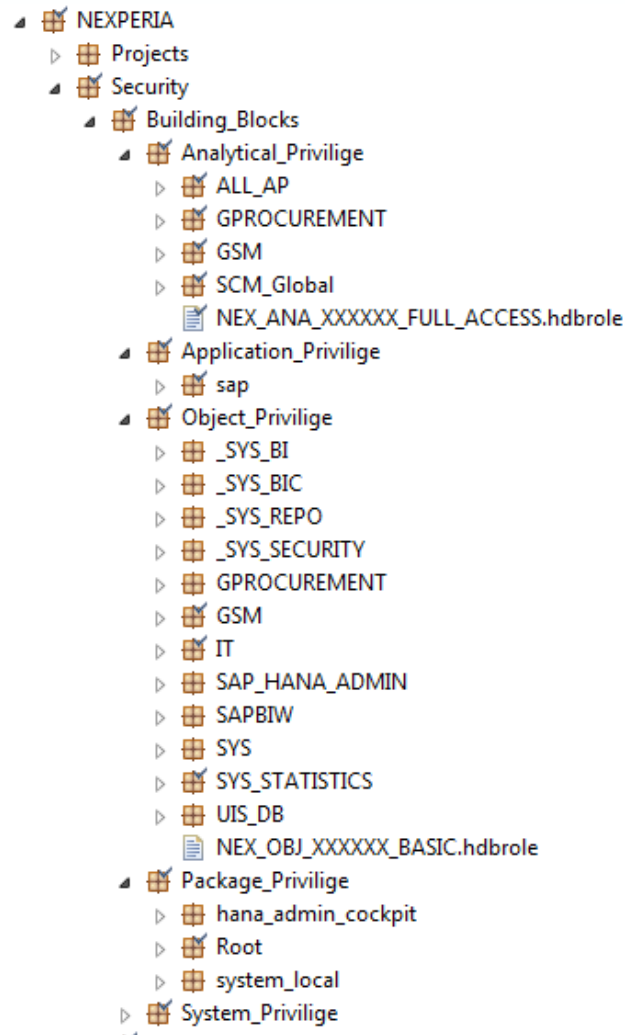 NEXPERIA
Projects
Security
Building_Blocks
Analytical_Privilige
ALL_AP
GPROCUREMENT
GSM
SCM_Global
NEX_ANA_XXXXXX_FULL_ACCESS.hdbrole
Application_Privilige
sap
Object_Privilige
_SYS_BI
_SYS_BIC
_SYS_REPO
_SYS_SECURITY
GPROCUREMENT
GSM
IT
SAP_HANA_ADMIN
SAPBIW
SYS
SYS_STATISTICS
UIS_DB
NEX_OBJ_XXXXXX_BASIC.hdbrole
Package_Privilige
hana_admin_cockpit
Root
system_local
System_Privilige